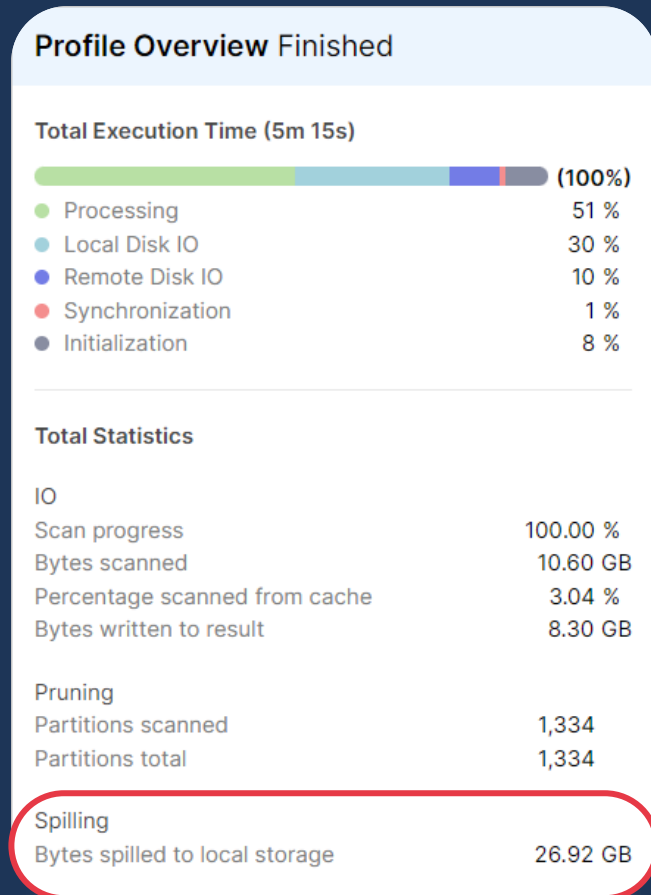 Profile Overview Finished
Total Execution Time (5m 15s)
(100%)
Processing 51 %
Local Disk IO 30 %
Remote Disk IO 10 %
Synchronization 1 %
Initialization 8 %
Total Statistics
IO
Scan progress 100.00 %
Bytes scanned 10.60 GB
Percentage scanned from cache 3.04 %
Bytes written to result 8.30 GB
Pruning
Partitions scanned 1,334
Partitions total 1,334
Spilling
Bytes spilled to local storage 26.92 GB